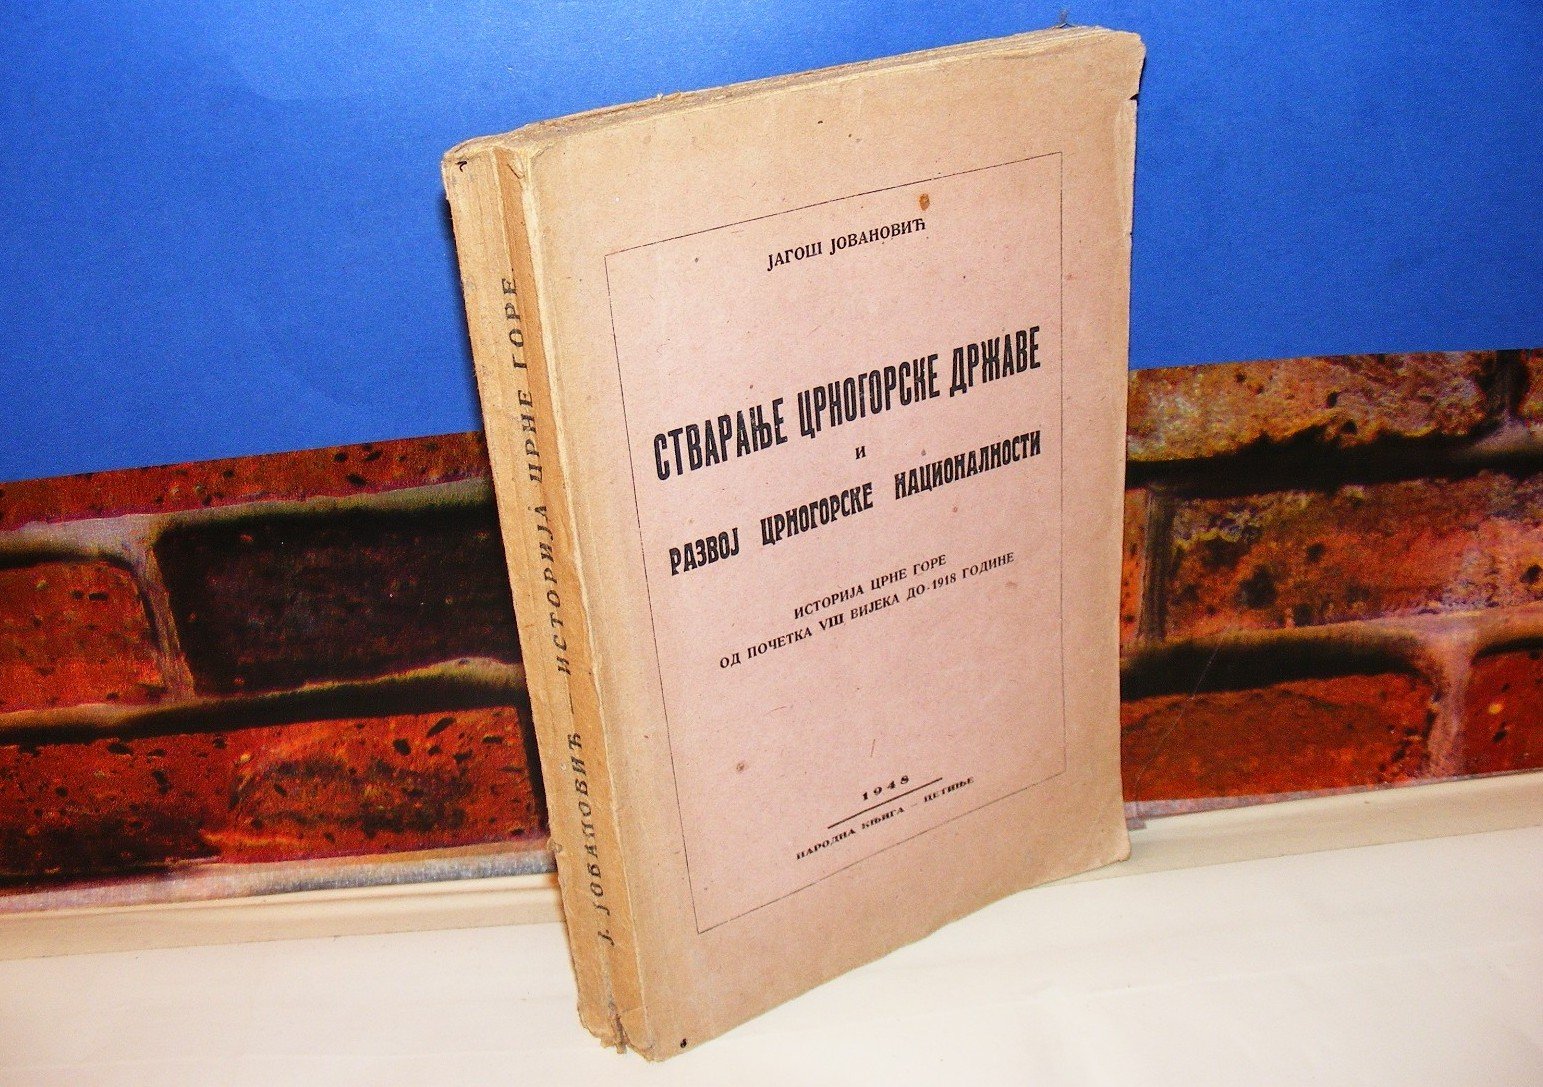 Ј. ЈОВАНОВИЋ — ИСТОРИЈА ЦРНЕ ГОРЕ
ЈАГОШ ЈОВАНОВИЋ
СТВАРАЊЕ ЦРНОГОРСКЕ ДРЖАВЕ
И
РАЗВОЈ ЦРНОГОРСКЕ НАЦИОНАЛНОСТИ
ИСТОРИЈА ЦРНЕ ГОРЕ
ОД ПОЧЕТКА VIII ВИЈЕКА ДО 1918 ГОДИНЕ
1948
НАРОДНА КЊИГА — ЦЕТИЊЕ